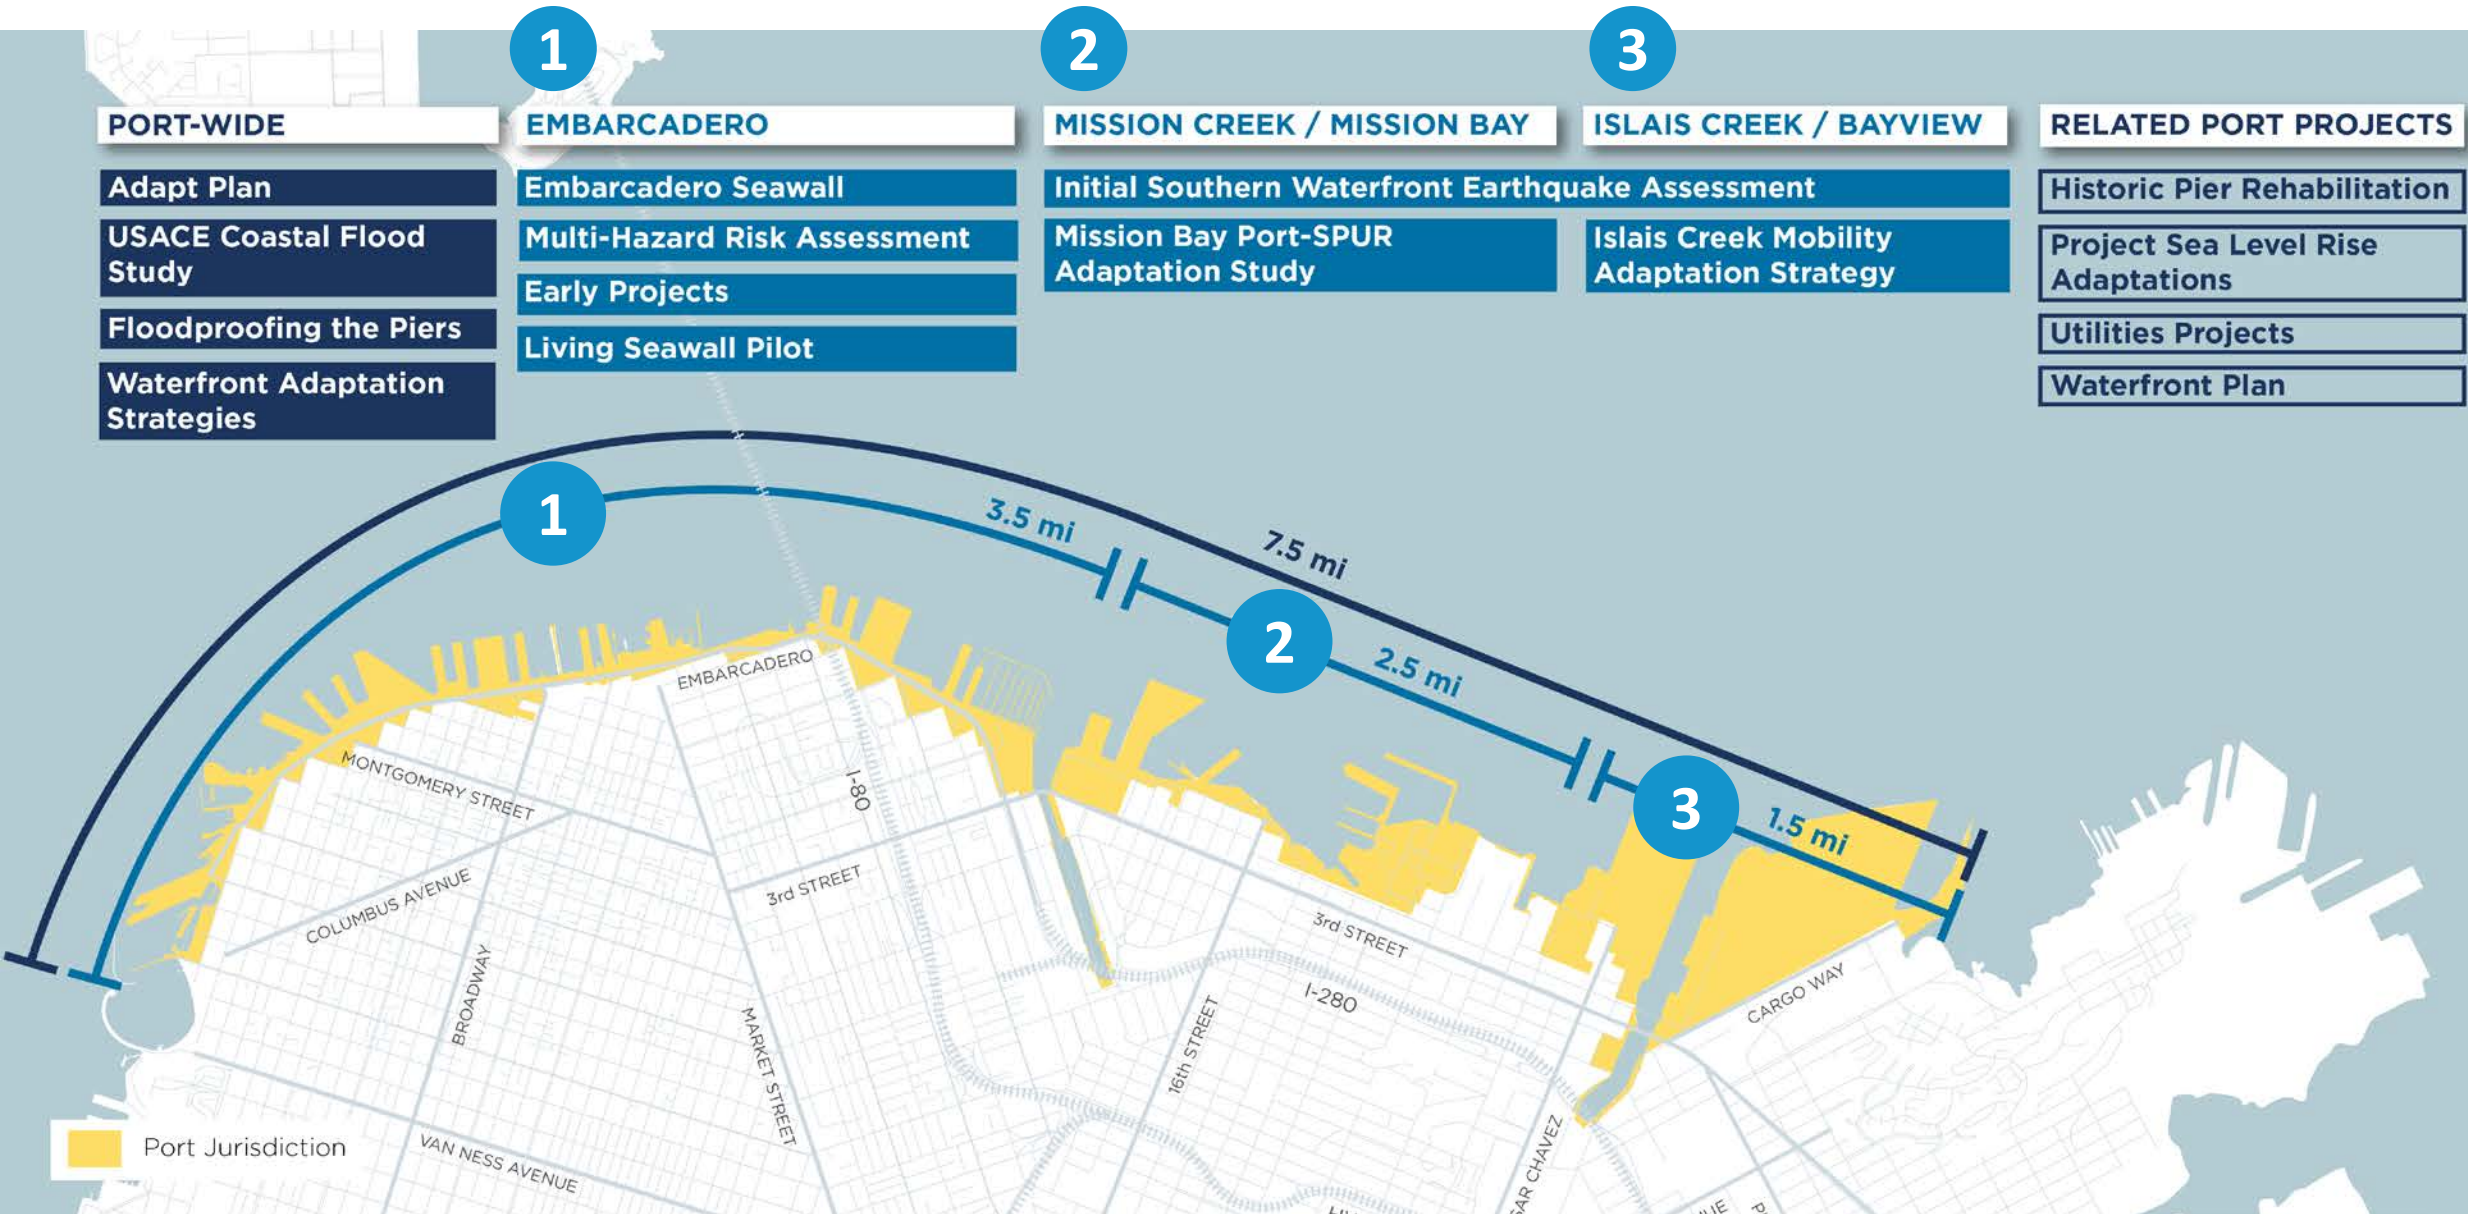 1
2
3
PORT-WIDE
EMBARCADERO
MISSION CREEK / MISSION BAY
ISLAIS CREEK / BAYVIEW
RELATED PORT PROJECTS
Adapt Plan
USACE Coastal Flood
Study
Floodproofing the Piers
Waterfront Adaptation
Strategies
Embarcadero Seawall
Multi-Hazard Risk Assessment
Early Projects
Living Seawall Pilot
Initial Southern Waterfront Earthquake Assessment
Mission Bay Port-SPUR
Adaptation Study
Islais Creek Mobility
Adaptation Strategy
Historic Pier Rehabilitation
Project Sea Level Rise
Adaptations
Utilities Projects
Waterfront Plan
1
3.5 mi
7.5 mi
2
2.5 mi
3
1.5 mi
EMBARCADERO
MONTGOMERY STREET
I-80
COLUMBUS AVENUE
3rd STREET
3rd STREET
BROADWAY
I-280
CARGO WAY
MARKET STREET
16th STREET
VAN NESS AVENUE
CHAVEZ
Port Jurisdiction